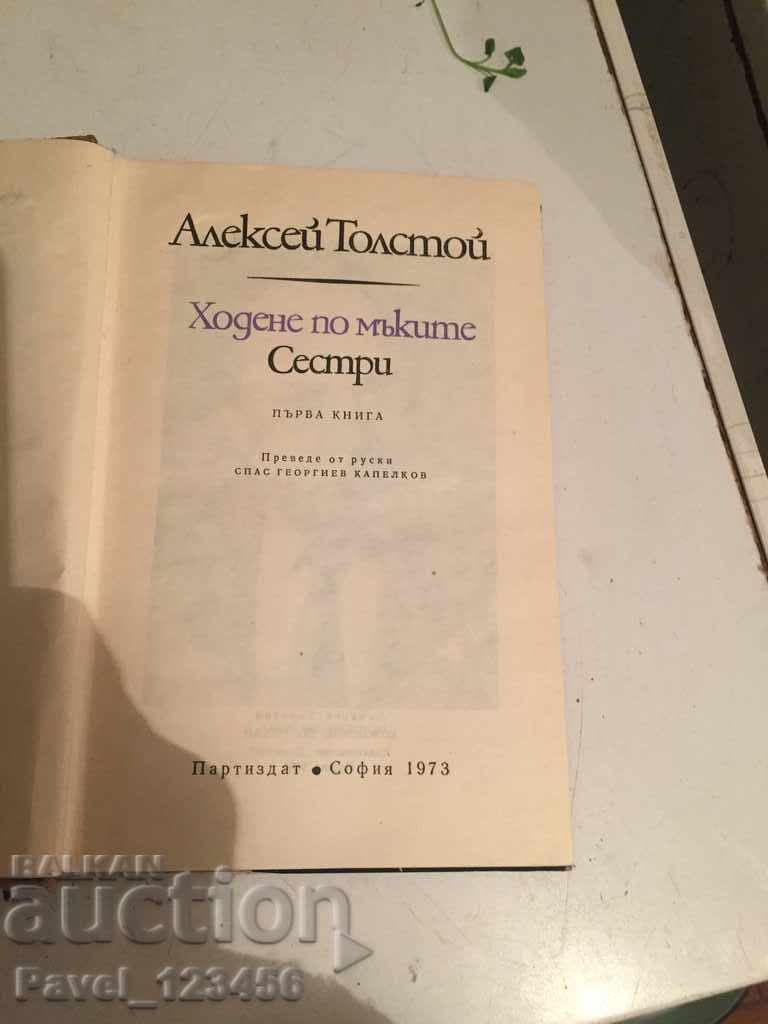 Алексей Толстой
Ходене по мъките
Сестри
ПЪРВА КНИГА
Преведе от руски
СПАС ГЕОРГИЕВ КАПЕЛКОВ
Партиздат • София 1973
BALKAN
auction
Pavel_123456